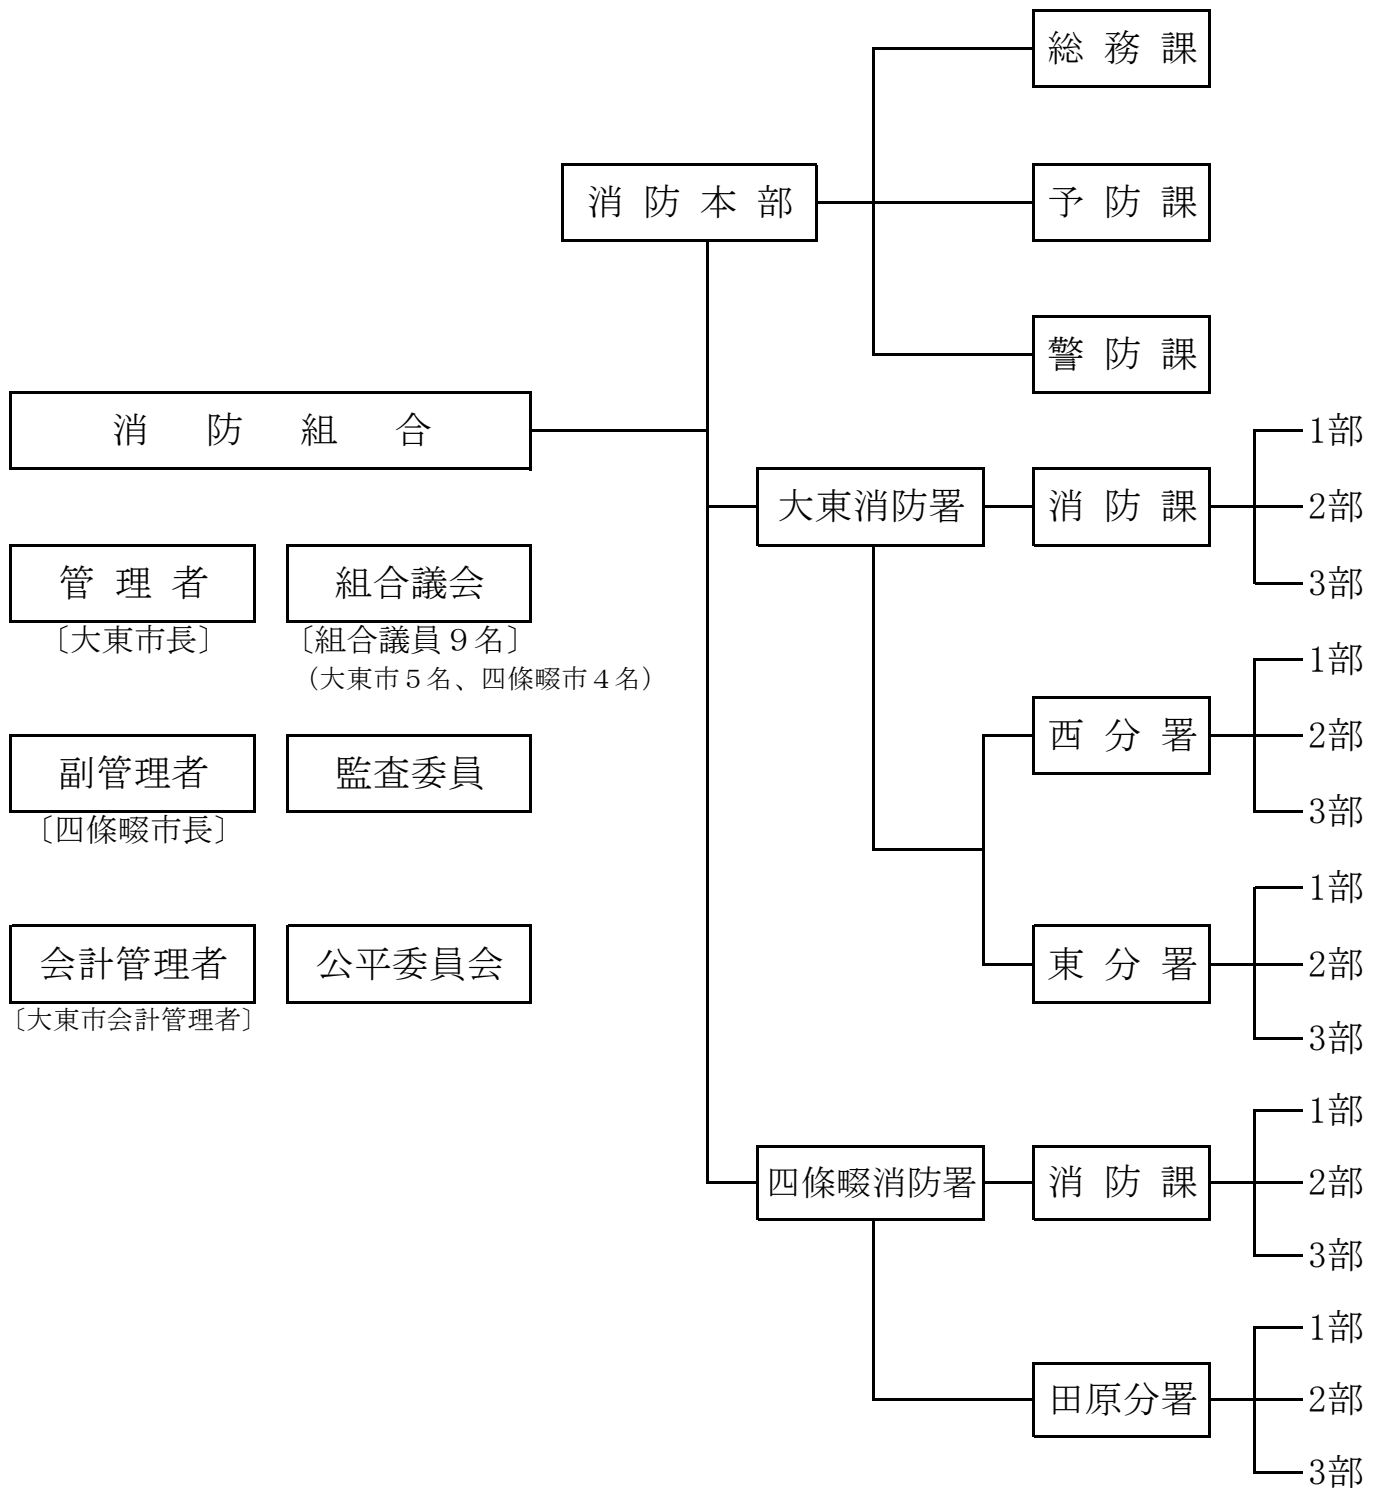 総務課
消防本部
予防課
警防課
消防組合
大東消防署
消防課
1部
2部
3部
管理者
〔大東市長〕
組合議会
〔組合議員９名〕
（大東市５名、四條畷市４名）
西分署
1部
2部
3部
副管理者
〔四條畷市長〕
監査委員
東分署
1部
2部
3部
会計管理者
〔大東市会計管理者〕
公平委員会
四條畷消防署
消防課
1部
2部
3部
田原分署
1部
2部
3部